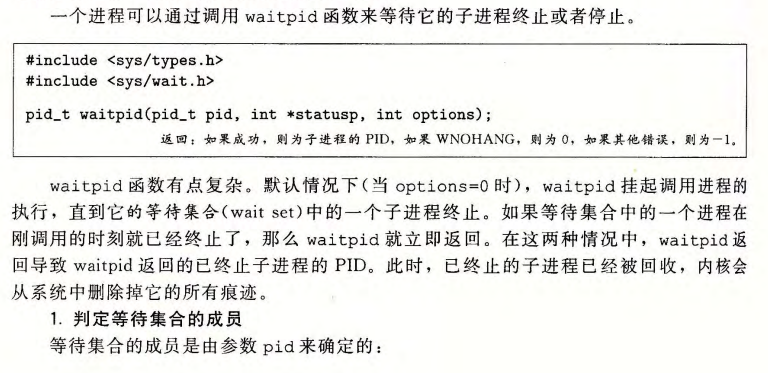 一个进程可以通过调用 waitpid 函数来等待它的子进程终止或者停止。
#include <sys/types.h>
#include <sys/wait.h>
pid_t waitpid(pid_t pid, int *statusp, int options);
返回：如果成功，则为子进程的 PID，如果 WNOHANG，则为 0，如果其他错误，则为－1。
waitpid 函数有点复杂。默认情况下(当 options=0 时)，waitpid 挂起调用进程的
执行，直到它的等待集合(wait set)中的一个子进程终止。如果等待集合中的一个进程在
刚调用的时刻就已经终止了，那么 waitpid 就立即返回。在这两种情况中，waitpid 返
回导致 waitpid 返回的已终止子进程的 PID。此时，已终止的子进程已经被回收，内核会
从系统中删除掉它的所有痕迹。
1. 判定等待集合的成员
等待集合的成员是由参数 pid 来确定的：